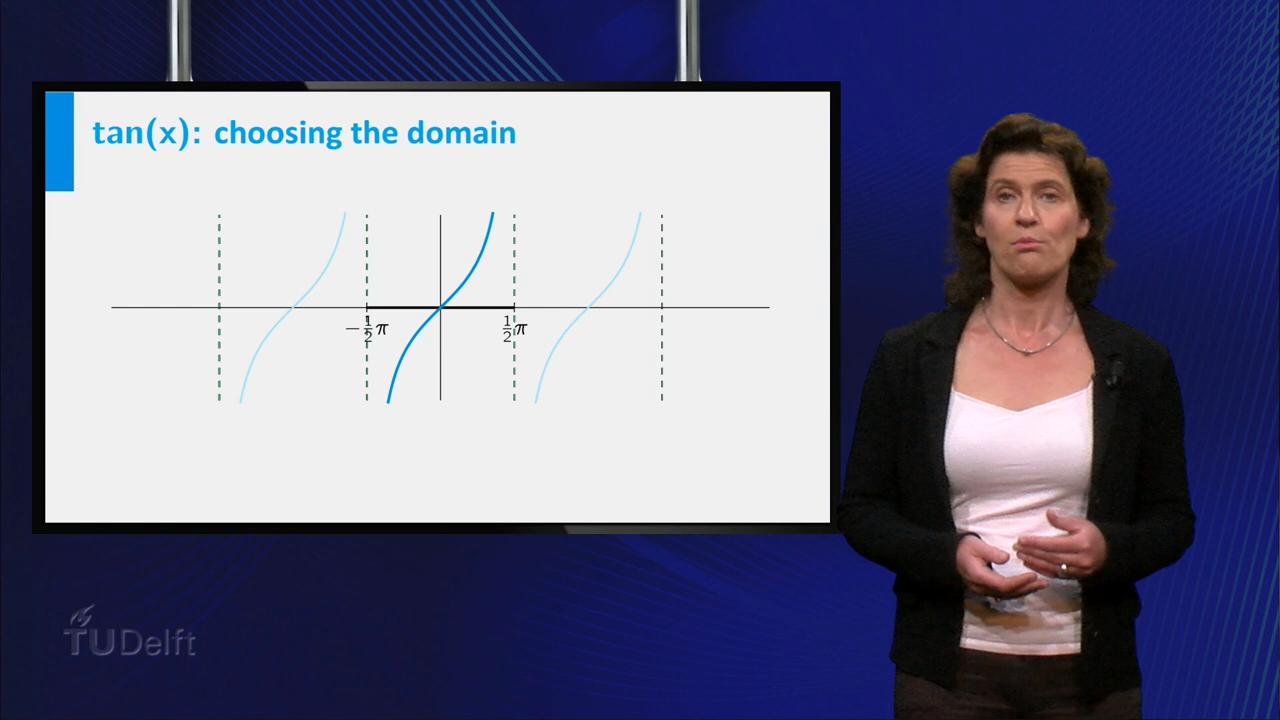 tan(x): choosing the domain
−½π ½π
TUDelft